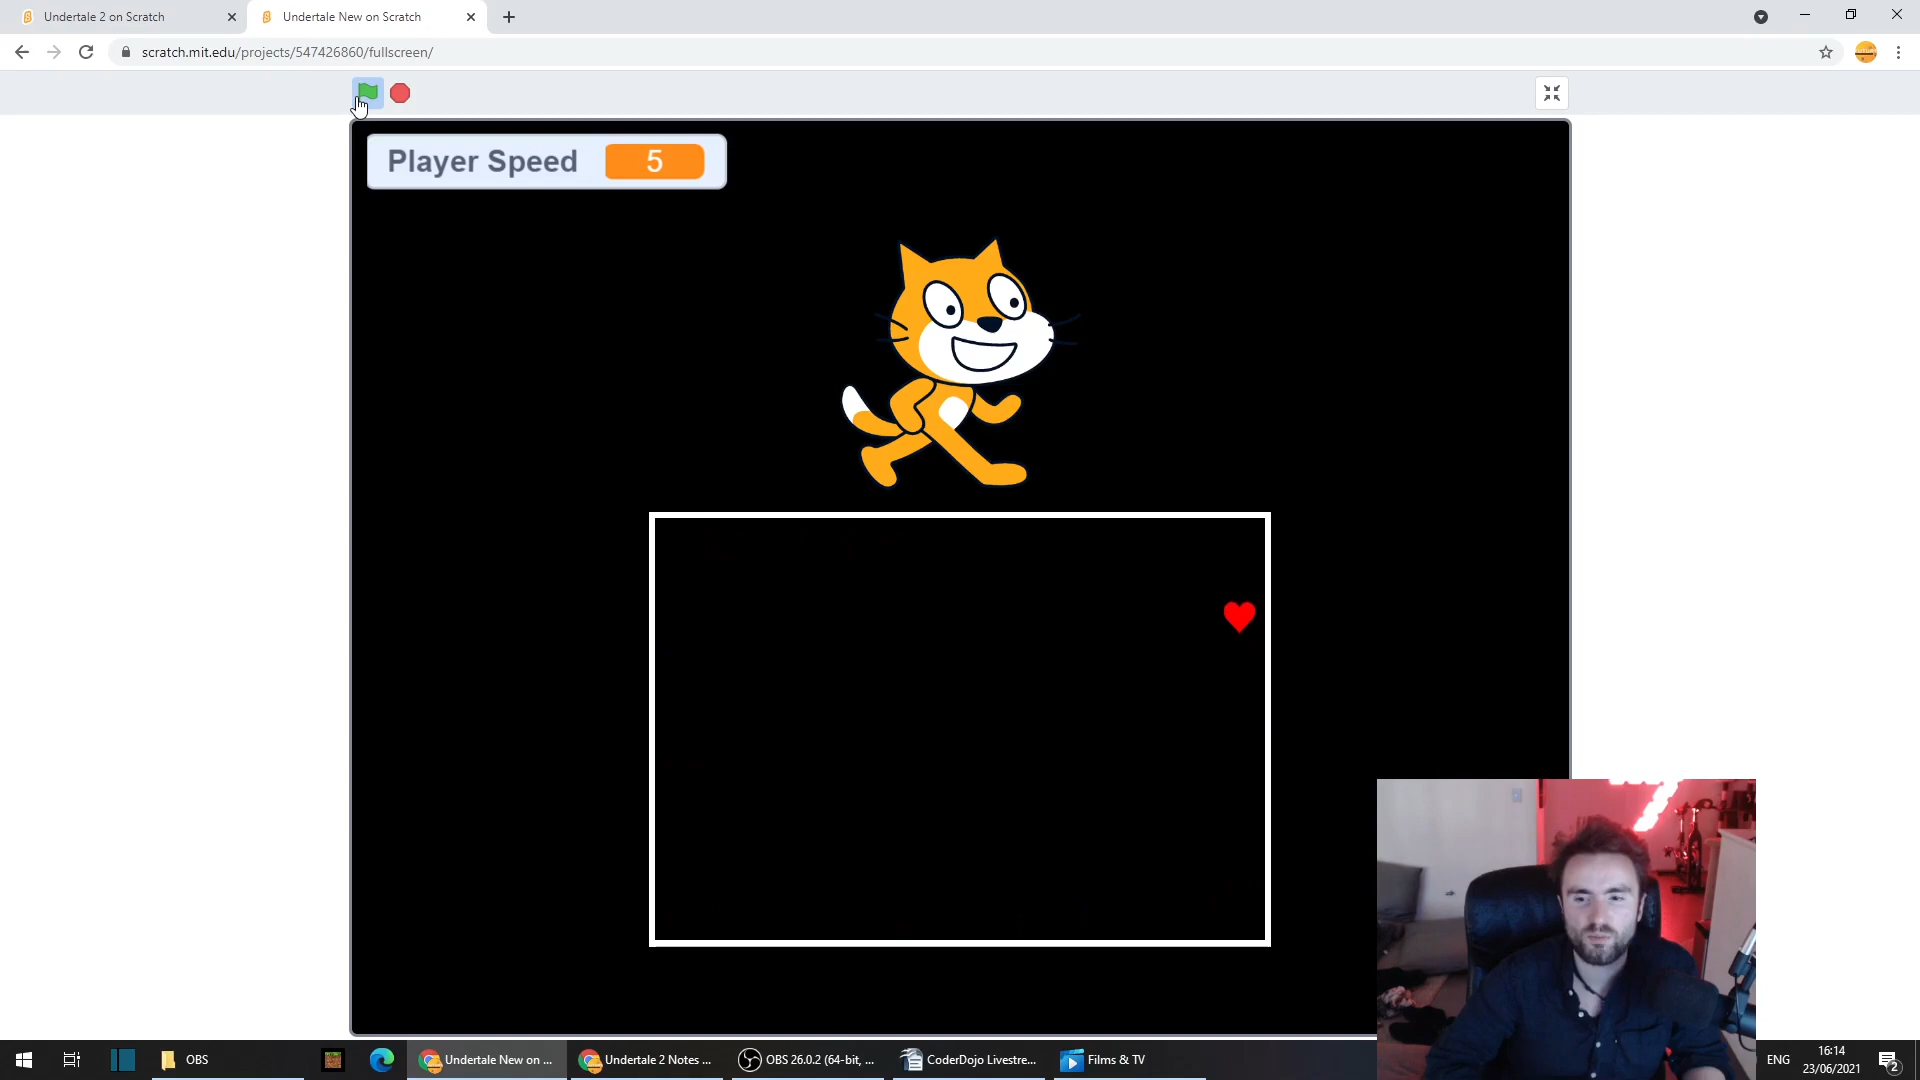 Undertale 2 on Scratch
Undertale New on Scratch
scratch.mit.edu/projects/547426860/fullscreen/
Player Speed 5
OBS
Undertale New on ...
Undertale 2 Notes ...
OBS 26.0.2 (64-bit, ...
CoderDojo Livestre...
Films & TV
ENG
16:14
23/06/2021
2